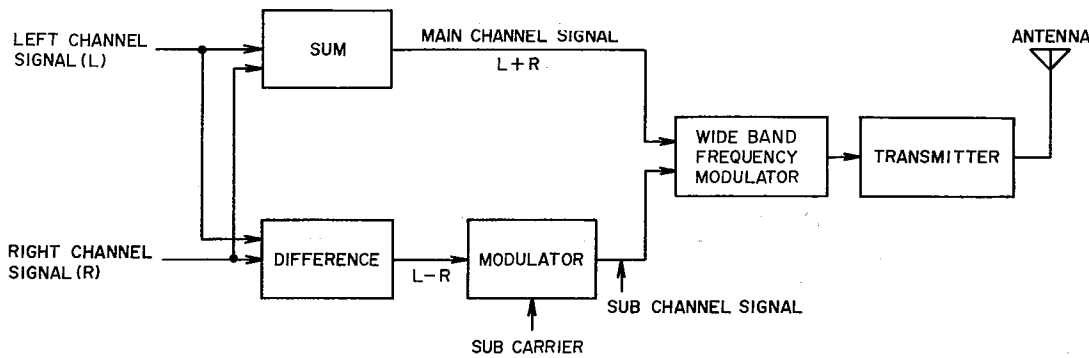 LEFT CHANNEL
SIGNAL (L)
SUM
MAIN CHANNEL SIGNAL
L+R
ANTENNA
WIDE BAND
FREQUENCY
MODULATOR
TRANSMITTER
RIGHT CHANNEL
SIGNAL (R)
DIFFERENCE
L-R
MODULATOR
SUB CHANNEL SIGNAL
SUB CARRIER